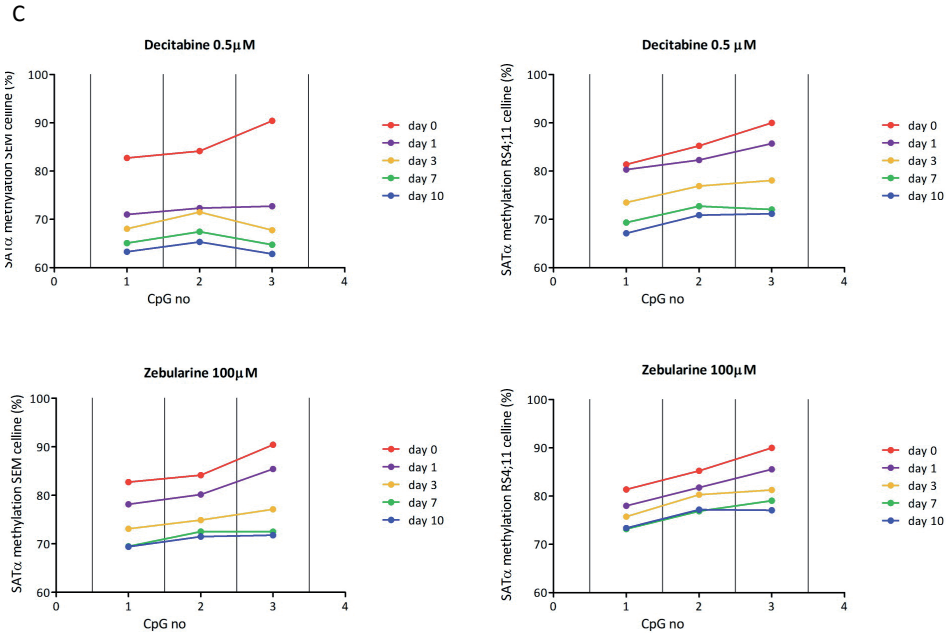 C
Decitabine 0.5µM
SATα methylation SEM celline (%)
100
90
80
70
60
0
1
2
3
4
CpG no
day 0
day 1
day 3
day 7
day 10
Decitabine 0.5 µM
SATα methylation RS4;11 celline (%)
100
90
80
70
60
0
1
2
3
4
CpG no
day 0
day 1
day 3
day 7
day 10
Zebularine 100µM
SATα methylation SEM celline (%)
100
90
80
70
60
0
1
2
3
4
CpG no
day 0
day 1
day 3
day 7
day 10
Zebularine 100µM
SATα methylation RS4;11 celline (%)
100
90
80
70
60
0
1
2
3
4
CpG no
day 0
day 1
day 3
day 7
day 10